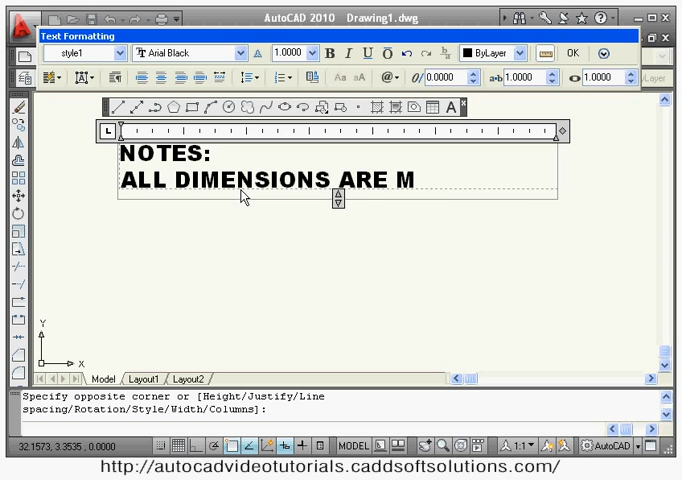 AutoCAD 2010 Drawing1.dwg
Text Formatting
style1 Arial Black 1.0000 B I U O ByLayer OK
@ 0.0000 a•b 1.0000 1.0000
NOTES:
ALL DIMENSIONS ARE M
Y
X
Model Layout1 Layout2
Specify opposite corner or [Height/Justify/Line
spacing/Rotation/Style/Width/Columns]:
32.1573, 3.3535, 0.0000 MODEL 1:1 AutoCAD
http://autocadvideotutorials.caddsoftsolutions.com/